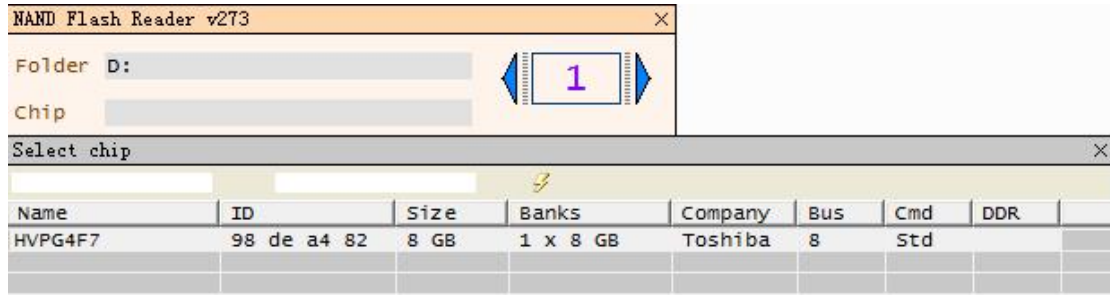 NAND Flash Reader v273
Folder D:
1
Chip
Select chip
Name ID Size Banks Company Bus Cmd DDR
HVPG4F7 98 de a4 82 8 GB 1 x 8 GB Toshiba 8 Std